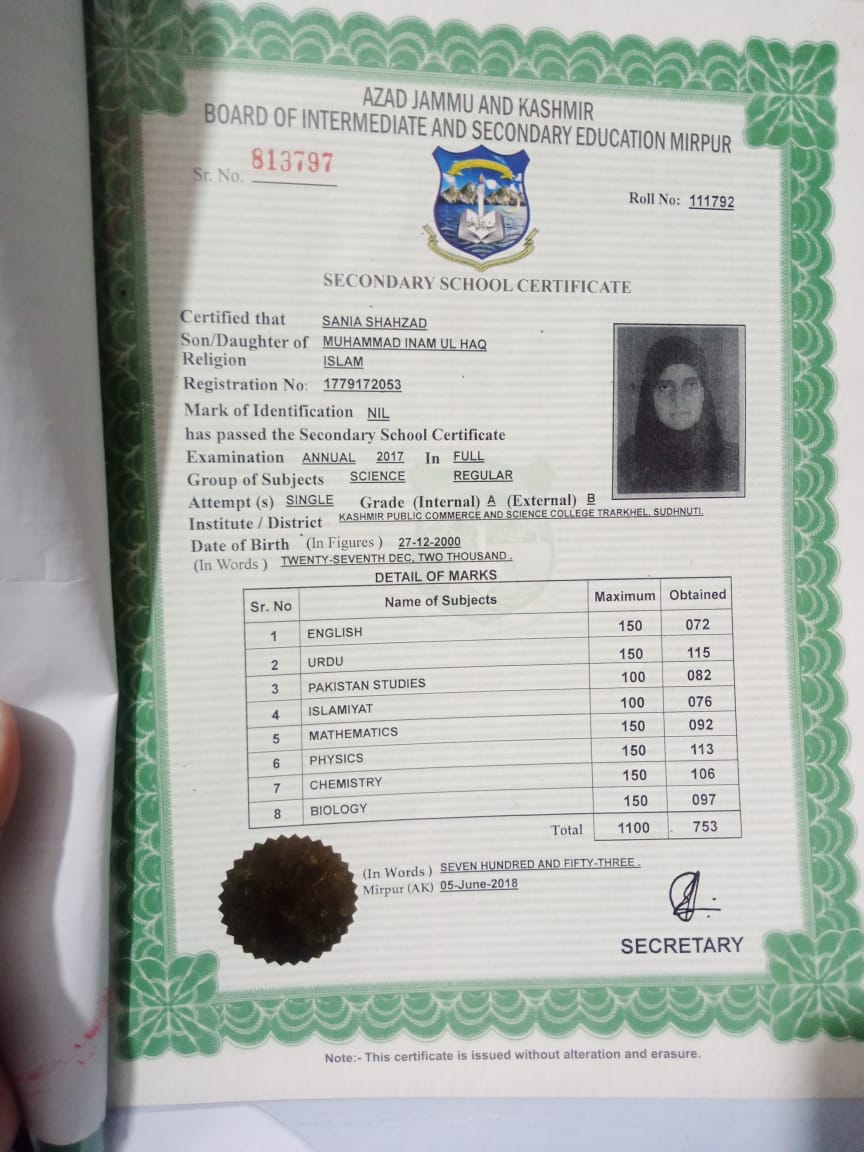 AZAD JAMMU AND KASHMIR
BOARD OF INTERMEDIATE AND SECONDARY EDUCATION MIRPUR
Sr. No. 813797
Roll No: 111792
SECONDARY SCHOOL CERTIFICATE
Certified that SANIA SHAHZAD
Son/Daughter of MUHAMMAD INAM UL HAQ
Religion ISLAM
Registration No: 1779172053
Mark of Identification NIL
has passed the Secondary School Certificate
Examination ANNUAL 2017 In FULL
Group of Subjects SCIENCE REGULAR
Attempt (s) SINGLE Grade (Internal) A (External) B
Institute / District KASHMIR PUBLIC COMMERCE AND SCIENCE COLLEGE TRARKHEL, SUDHNUTI.
Date of Birth (In Figures ) 27-12-2000
(In Words ) TWENTY-SEVENTH DEC, TWO THOUSAND .
DETAIL OF MARKS
Sr. No Name of Subjects Maximum Obtained
1 ENGLISH 150 072
2 URDU 150 115
3 PAKISTAN STUDIES 100 082
4 ISLAMIYAT 100 076
5 MATHEMATICS 150 092
6 PHYSICS 150 113
7 CHEMISTRY 150 106
8 BIOLOGY 150 097
Total 1100 753
(In Words ) SEVEN HUNDRED AND FIFTY-THREE .
Mirpur (AK) 05-June-2018
SECRETARY
Note:- This certificate is issued without alteration and erasure.